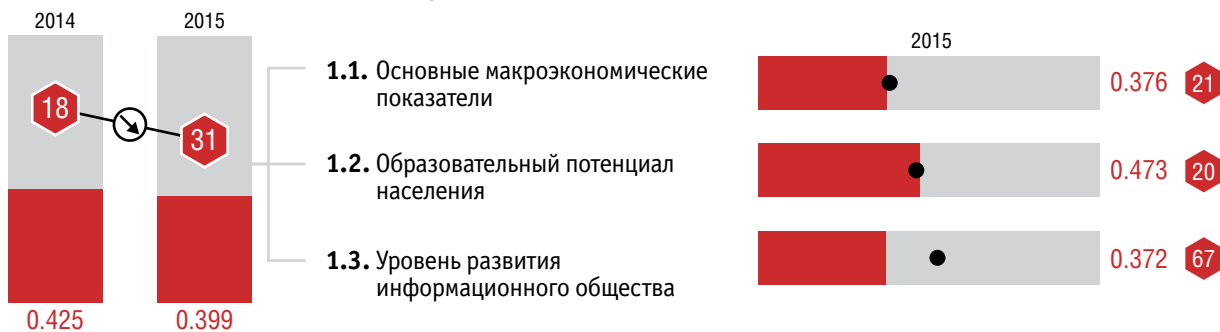 2014
2015
18
31
0.425
0.399
1.1. Основные макроэкономические
показатели
1.2. Образовательный потенциал
населения
1.3. Уровень развития
информационного общества
2015
0.376
21
0.473
20
0.372
67